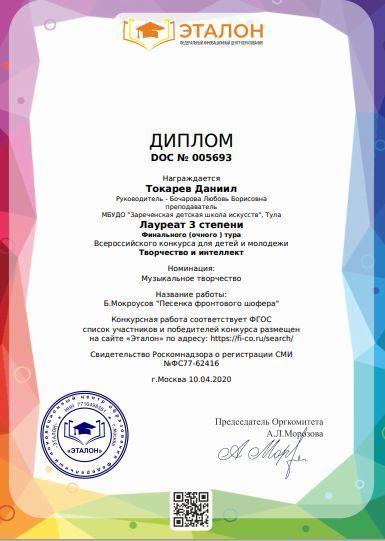 ЭТАЛОН
ФЕДЕРАЛЬНЫЙ ИННОВАЦИОННЫЙ ЦЕНТР ОБРАЗОВАНИЯ
ДИПЛОМ
DOC № 005693
Награждается
Токарев Даниил
Руководитель - Бочарова Любовь Борисовна
преподаватель
МБУДО "Зареченская детская школа искусств", Тула
Лауреат 3 степени
Финального (очного ) тура
Всероссийского конкурса для детей и молодежи
Творчество и интеллект
Номинация:
Музыкальное творчество
Название работы:
Б.Мокроусов "Песенка фронтового шофера"
Конкурсная работа соответствует ФГОС
список участников и победителей конкурса размещен
на сайте «Эталон» по адресу: https://fi-co.ru/search/
Свидетельство Роскомнадзора о регистрации СМИ
№ФС77-62416
г.Москва 10.04.2020
Председатель Оргкомитета
А.Л.Морозова
Федеральный инновационный центр образования
«ЭТАЛОН»